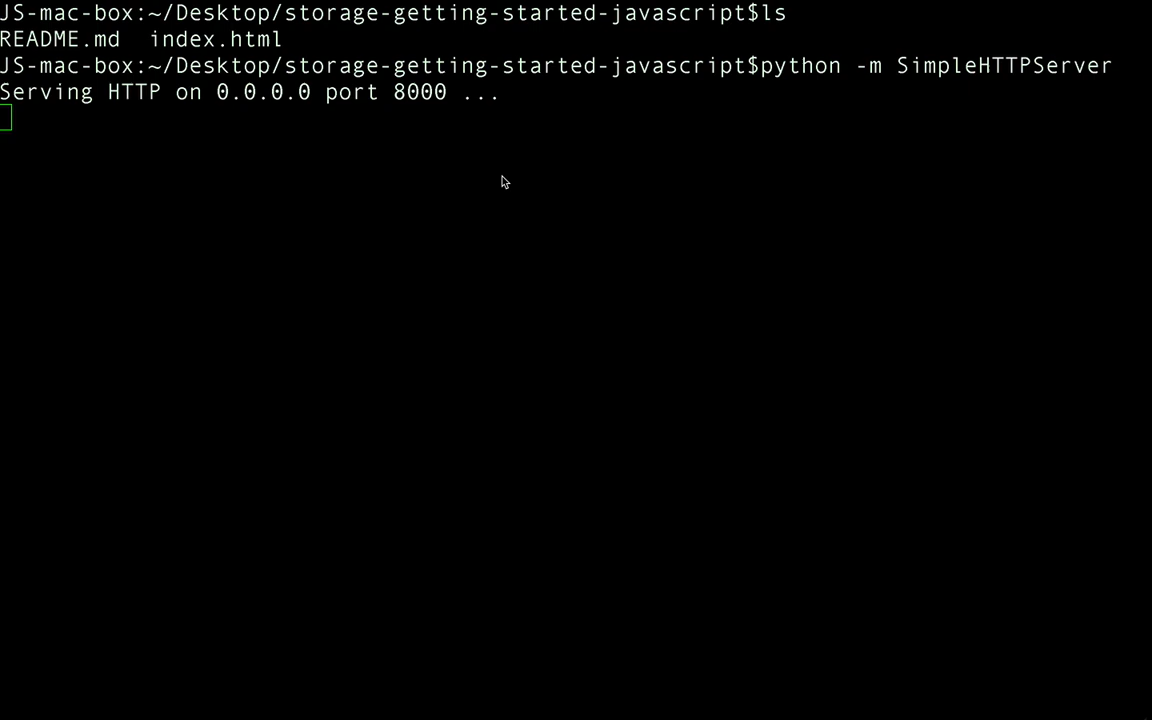 JS-mac-box:~/Desktop/storage-getting-started-javascript$ls
README.md  index.html
JS-mac-box:~/Desktop/storage-getting-started-javascript$python -m SimpleHTTPServer
Serving HTTP on 0.0.0.0 port 8000 ...